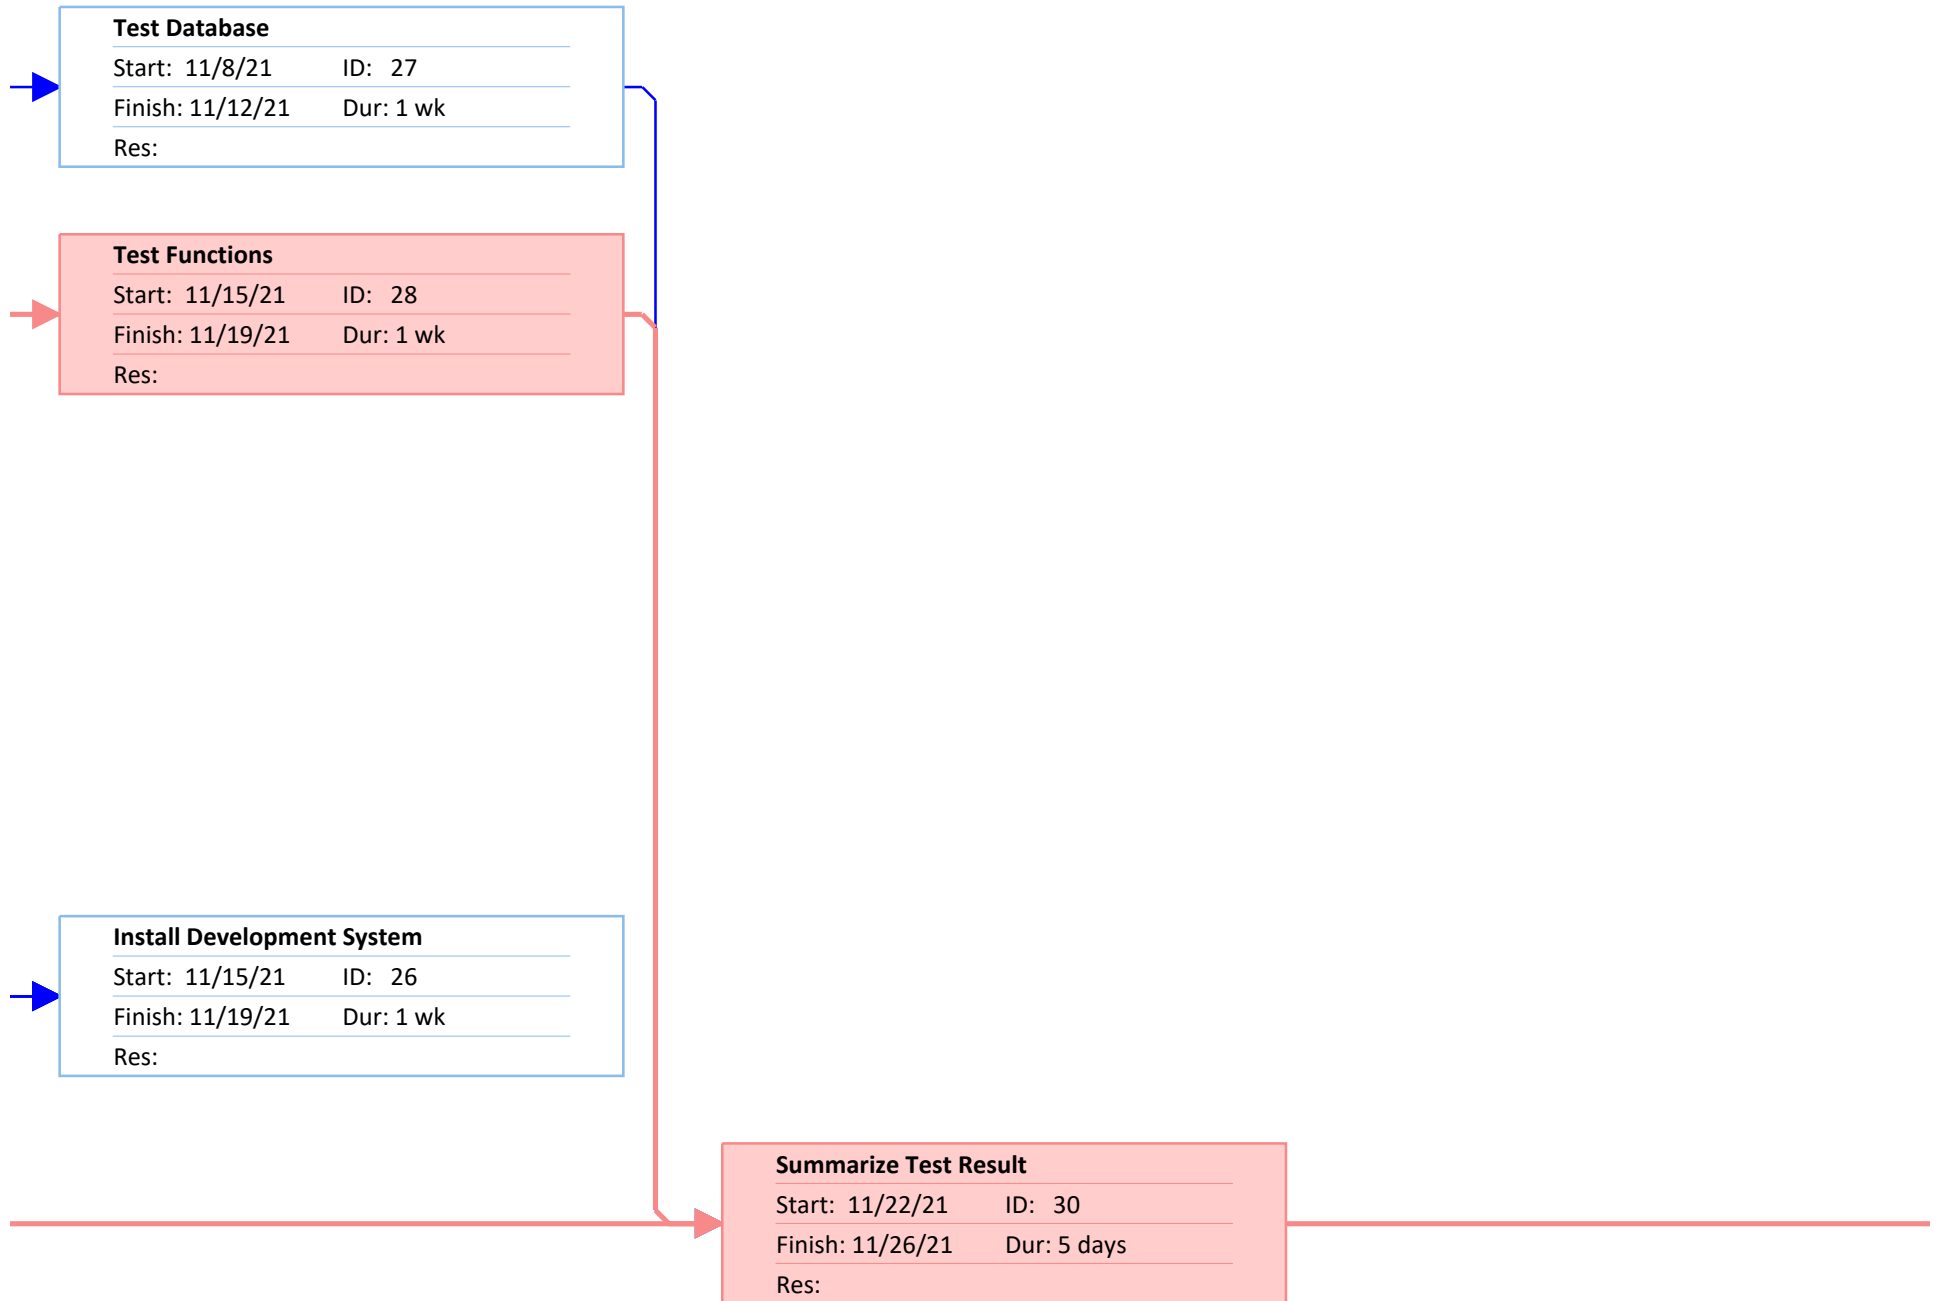 Test Database
Start: 11/8/21 ID: 27
Finish: 11/12/21 Dur: 1 wk
Res:
Test Functions
Start: 11/15/21 ID: 28
Finish: 11/19/21 Dur: 1 wk
Res:
Install Development System
Start: 11/15/21 ID: 26
Finish: 11/19/21 Dur: 1 wk
Res:
Summarize Test Result
Start: 11/22/21 ID: 30
Finish: 11/26/21 Dur: 5 days
Res: